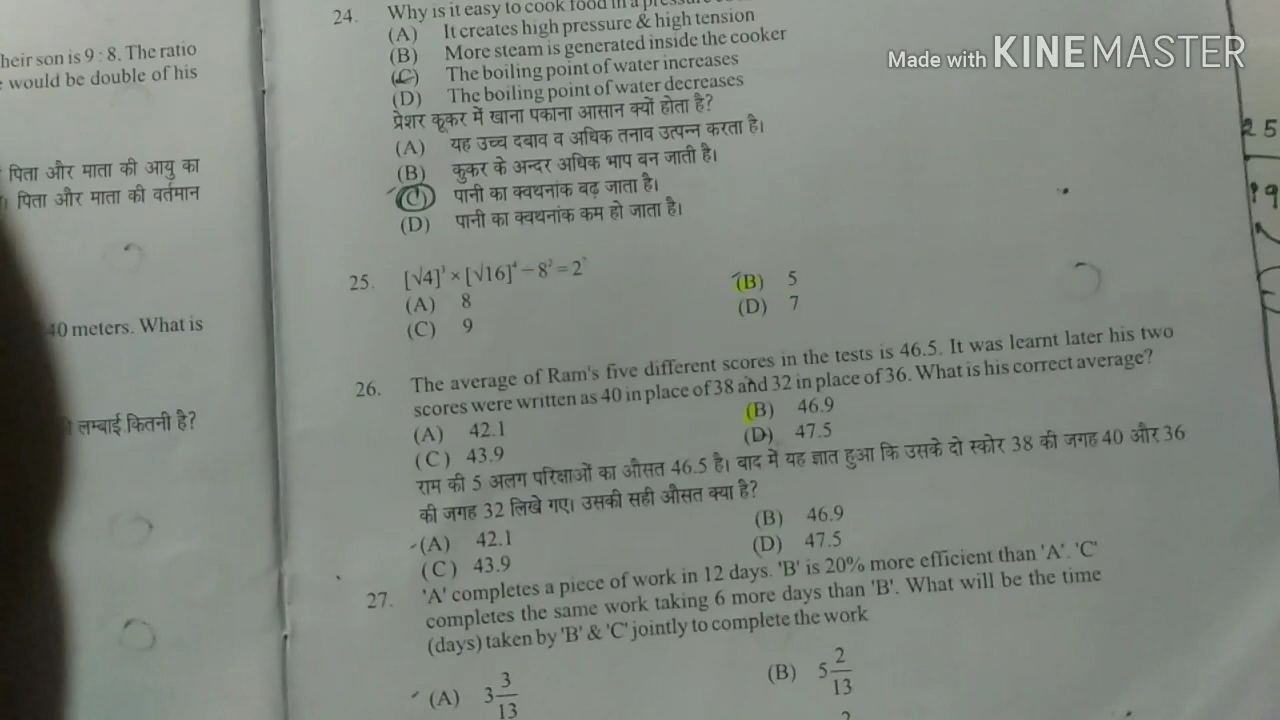 Made with KINEMASTER
heir son is 9 : 8. The ratio
would be double of his
पिता और माता की आयु का
पिता और माता की वर्तमान
40 meters. What is
लम्बाई कितनी है?
24. Why is it easy to cook food in a
(A) It creates high pressure & high tension
(B) More steam is generated inside the cooker
(C) The boiling point of water increases
(D) The boiling point of water decreases
प्रेशर कूकर में खाना पकाना आसान क्यों होता है?
(A) यह उच्च दबाव व अधिक तनाव उत्पन्न करता है।
(B) कुकर के अन्दर अधिक भाप बन जाती है।
(C) पानी का क्वथनांक बढ़ जाता है।
(D) पानी का क्वथनांक कम हो जाता है।
25. [√4]³ × [√16]⁴ − 8² = 2<sup>?</sup>
(A) 8 (B) 5
(C) 9 (D) 7
26. The average of Ram's five different scores in the tests is 46.5. It was learnt later his two
scores were written as 40 in place of 38 and 32 in place of 36. What is his correct average?
(A) 42.1 (B) 46.9
(C) 43.9 (D) 47.5
राम की 5 अलग परिक्षाओं का औसत 46.5 है। बाद में यह ज्ञात हुआ कि उसके दो स्कोर 38 की जगह 40 और 36
की जगह 32 लिखे गए। उसकी सही औसत क्या है?
(A) 42.1 (B) 46.9
(C) 43.9 (D) 47.5
27. 'A' completes a piece of work in 12 days. 'B' is 20% more efficient than 'A'. 'C'
completes the same work taking 6 more days than 'B'. What will be the time
(days) taken by 'B' & 'C' jointly to complete the work
(A) 3 3/13 (B) 5 2/13
2
25
19